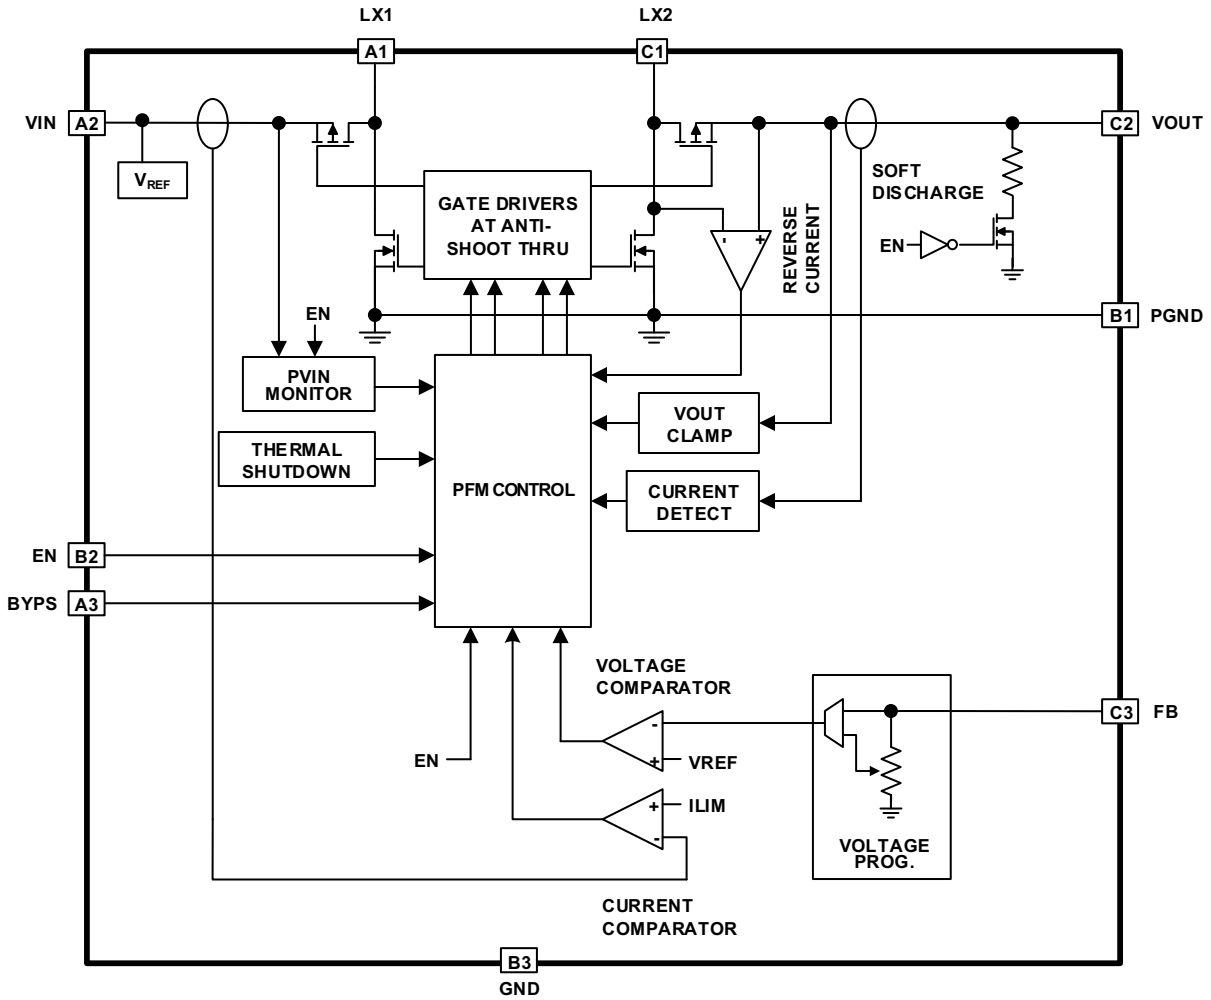 LX1
LX2
A1
C1
VIN
A2
C2
VOUT
VREF
SOFT
DISCHARGE
GATE DRIVERS
AT ANTI-
SHOOT THRU
- +
REVERSE
CURRENT
EN
EN
B1
PGND
PVIN
MONITOR
VOUT
CLAMP
THERMAL
SHUTDOWN
PFM CONTROL
CURRENT
DETECT
EN
B2
BYPS
A3
VOLTAGE
COMPARATOR
-
+
VREF
EN
C3
FB
+
ILIM
-
VOLTAGE
PROG.
CURRENT
COMPARATOR
B3
GND